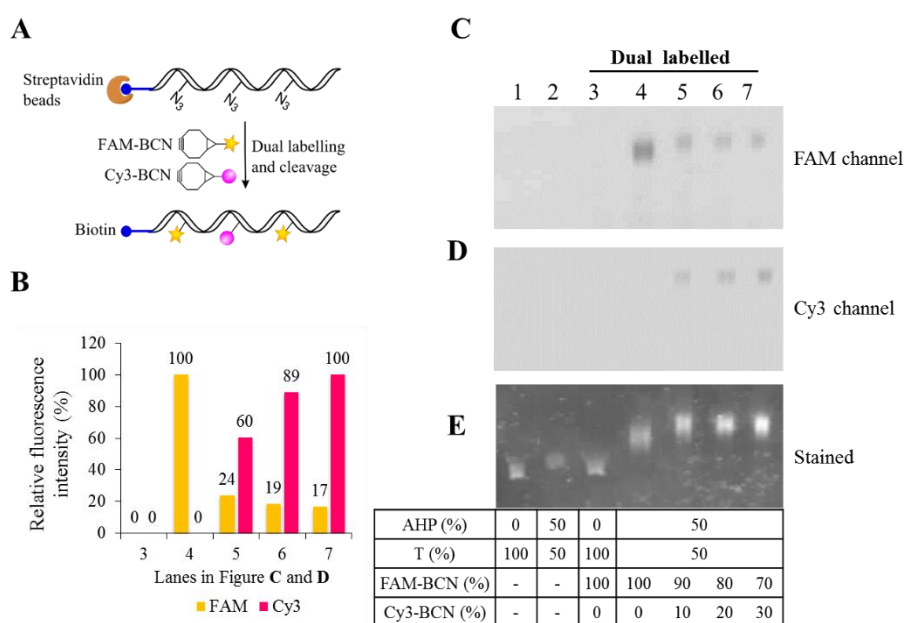 A
Streptavidin
beads
N3 N3 N3
FAM-BCN
Cy3-BCN
Dual labelling
and cleavage
Biotin
B
Relative fluorescence
intensity (%)
120
100
80
60
40
20
0
0 0
100 0
24 60
19 89
17 100
3 4 5 6 7
Lanes in Figure C and D
FAM Cy3
C
Dual labelled
1 2 3 4 5 6 7
FAM channel
D
Cy3 channel
E
Stained
AHP (%) 0 50 0 50
T (%) 100 50 100 50
FAM-BCN (%) - - 100 100 90 80 70
Cy3-BCN (%) - - 0 0 10 20 30